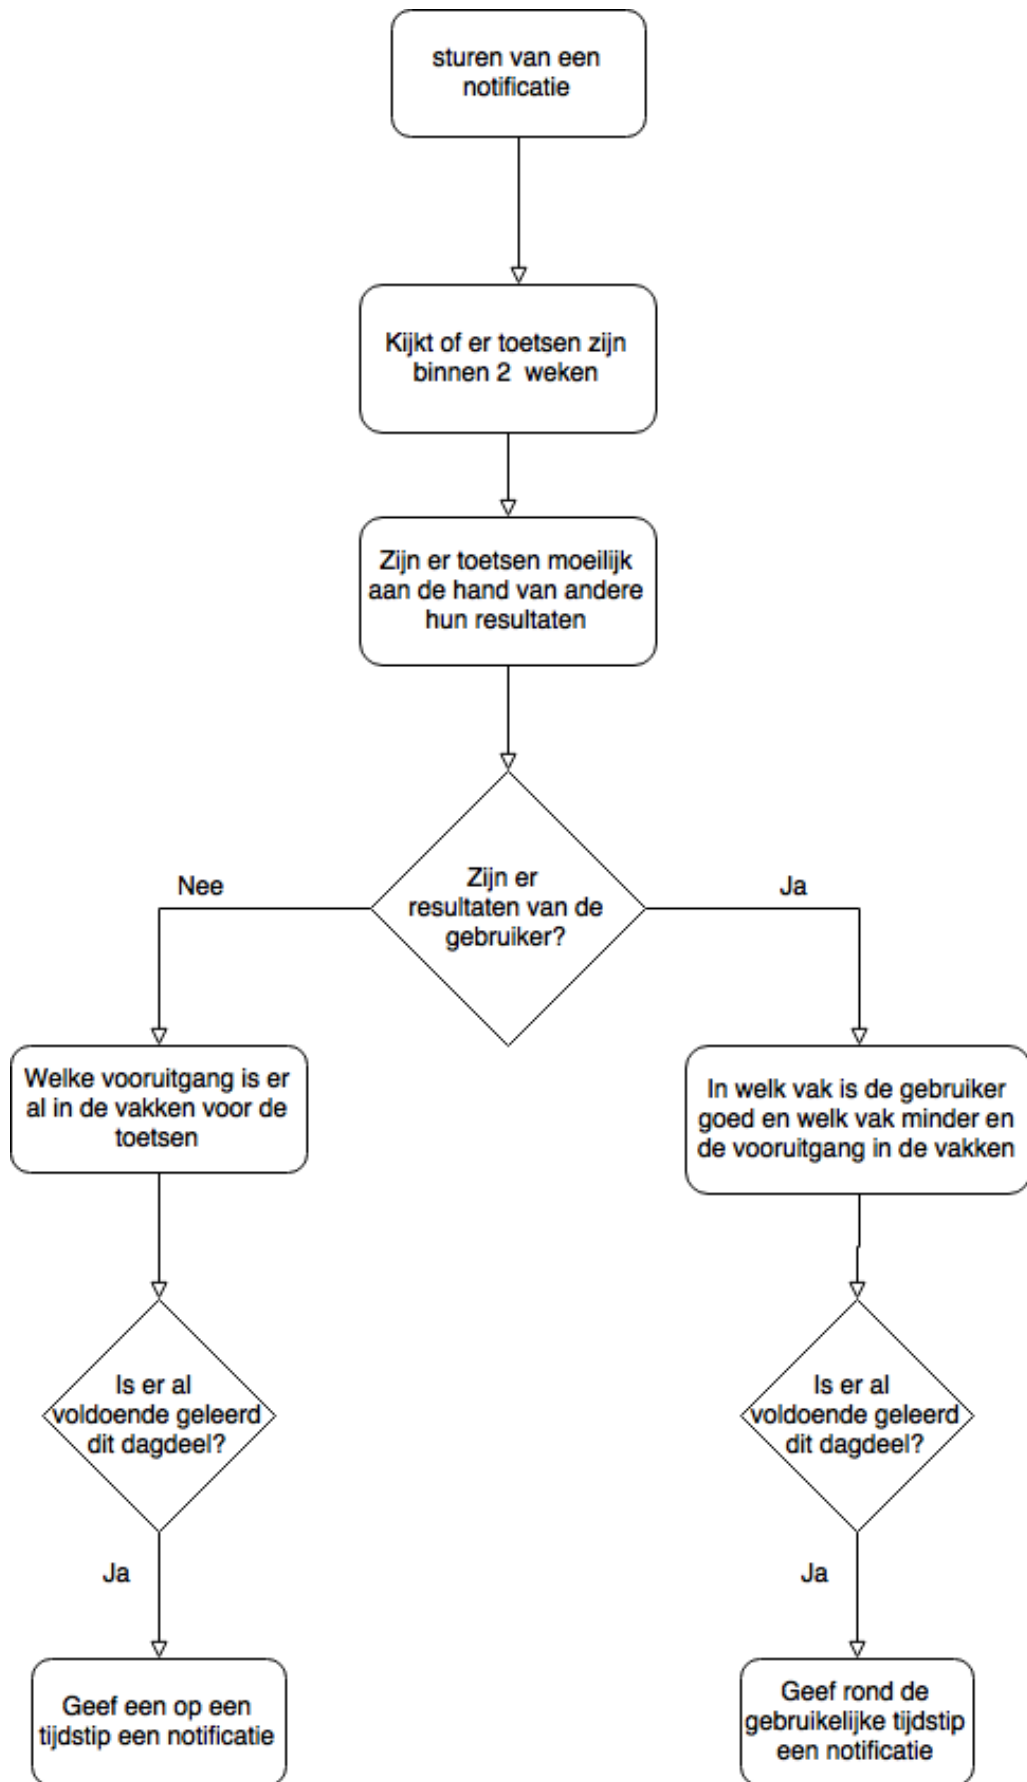 sturen van een
notificatie
Kijkt of er toetsen zijn
binnen 2 weken
Zijn er toetsen moeilijk
aan de hand van andere
hun resultaten
Zijn er
resultaten van de
gebruiker?
Nee
Ja
Welke vooruitgang is er
al in de vakken voor de
toetsen
In welk vak is de gebruiker
goed en welk vak minder en
de vooruitgang in de vakken
Is er al
voldoende geleerd
dit dagdeel?
Is er al
voldoende geleerd
dit dagdeel?
Ja
Ja
Geef een op een
tijdstip een notificatie
Geef rond de
gebruikelijke tijdstip
een notificatie